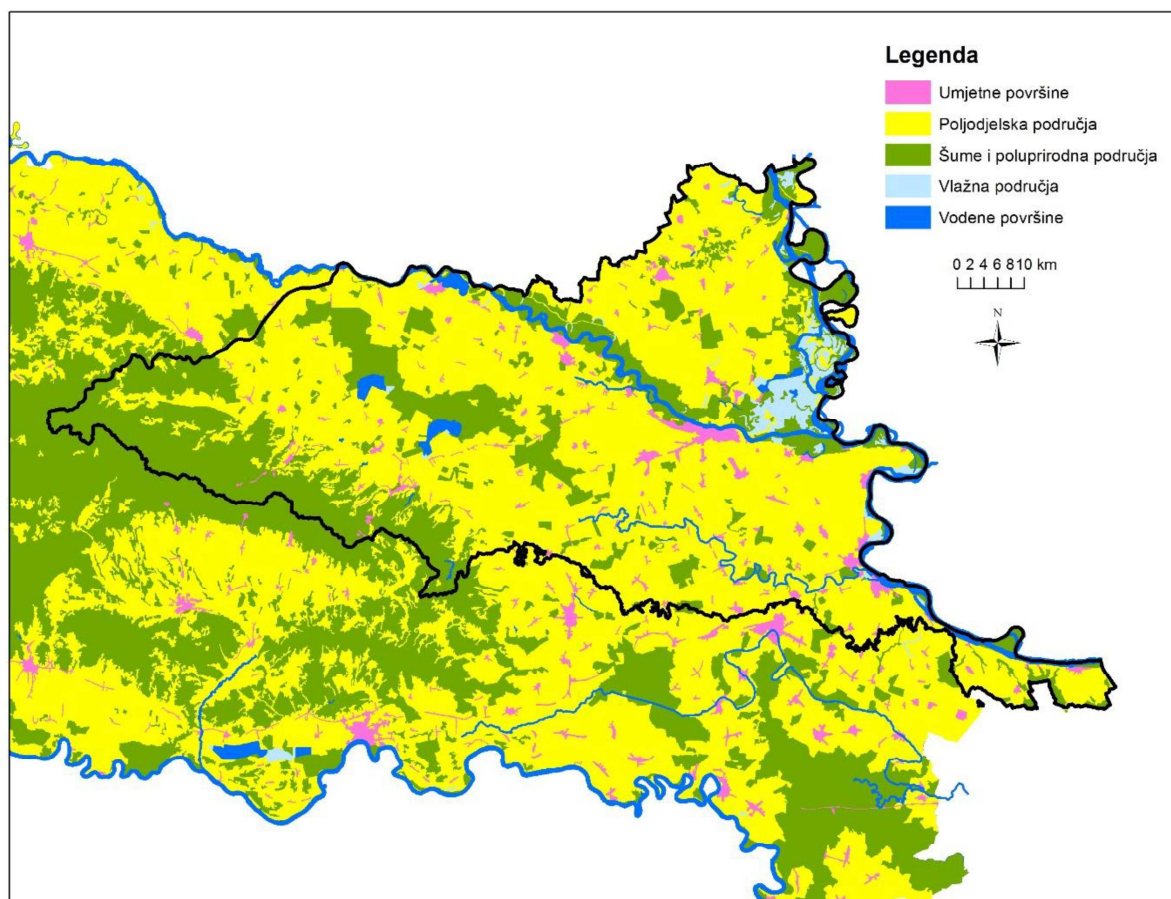 Legenda
Umjetne površine
Poljodjelska područja
Šume i poluprirodna područja
Vlažna područja
Vodene površine
0 2 4 6 8 10 km
N